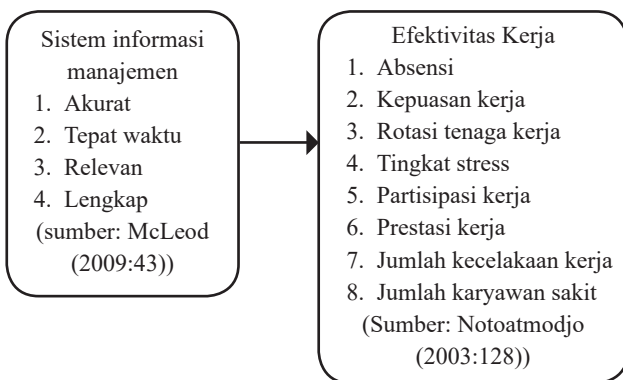 Sistem informasi
manajemen
1. Akurat
2. Tepat waktu
3. Relevan
4. Lengkap
(sumber: McLeod
(2009:43))
Efektivitas Kerja
1. Absensi
2. Kepuasan kerja
3. Rotasi tenaga kerja
4. Tingkat stress
5. Partisipasi kerja
6. Prestasi kerja
7. Jumlah kecelakaan kerja
8. Jumlah karyawan sakit
(Sumber: Notoatmodjo
(2003:128))